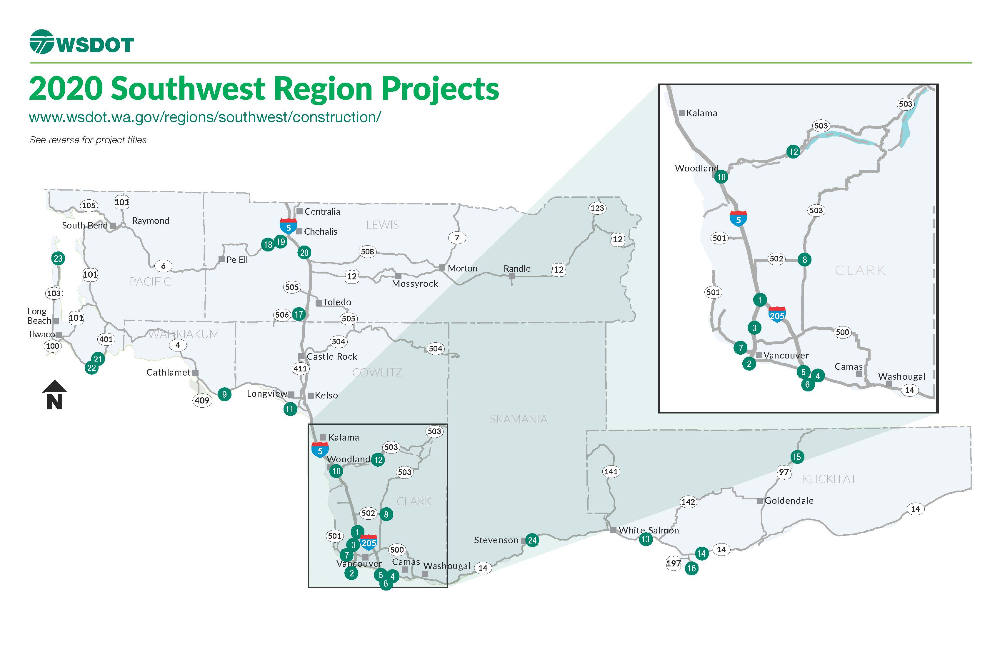 WSDOT
2020 Southwest Region Projects
www.wsdot.wa.gov/regions/southwest/construction/
See reverse for project titles
503
Kalama
503
12
Woodland
10
503
5
501
502
8
CLARK
501
1
205
3
500
7
Vancouver
2
Camas
5
4
Washougal
6
14
101
105
123
Centralia
Raymond
LEWIS
South Bend
5
Chehalis
7
12
18
19
23
20
508
Pe Ell
6
Morton
Randle
12
101
12
PACIFIC
Mossyrock
505
103
Toledo
Long
Beach
101
506
17
505
Ilwaco
WAHKIAKUM
401
504
100
4
504
21
Castle Rock
22
411
Cathlamet
COWLITZ
N
409
9
Longview
Kelso
11
SKAMANIA
503
Kalama
5
503
Woodland
12
10
503
15
141
97
KLICKITAT
CLARK
142
Goldendale
14
502
8
1
White Salmon
501
3
205
Stevenson
24
13
500
7
14
14
Vancouver
Camas
Washougal
14
197
16
2
5
4
6